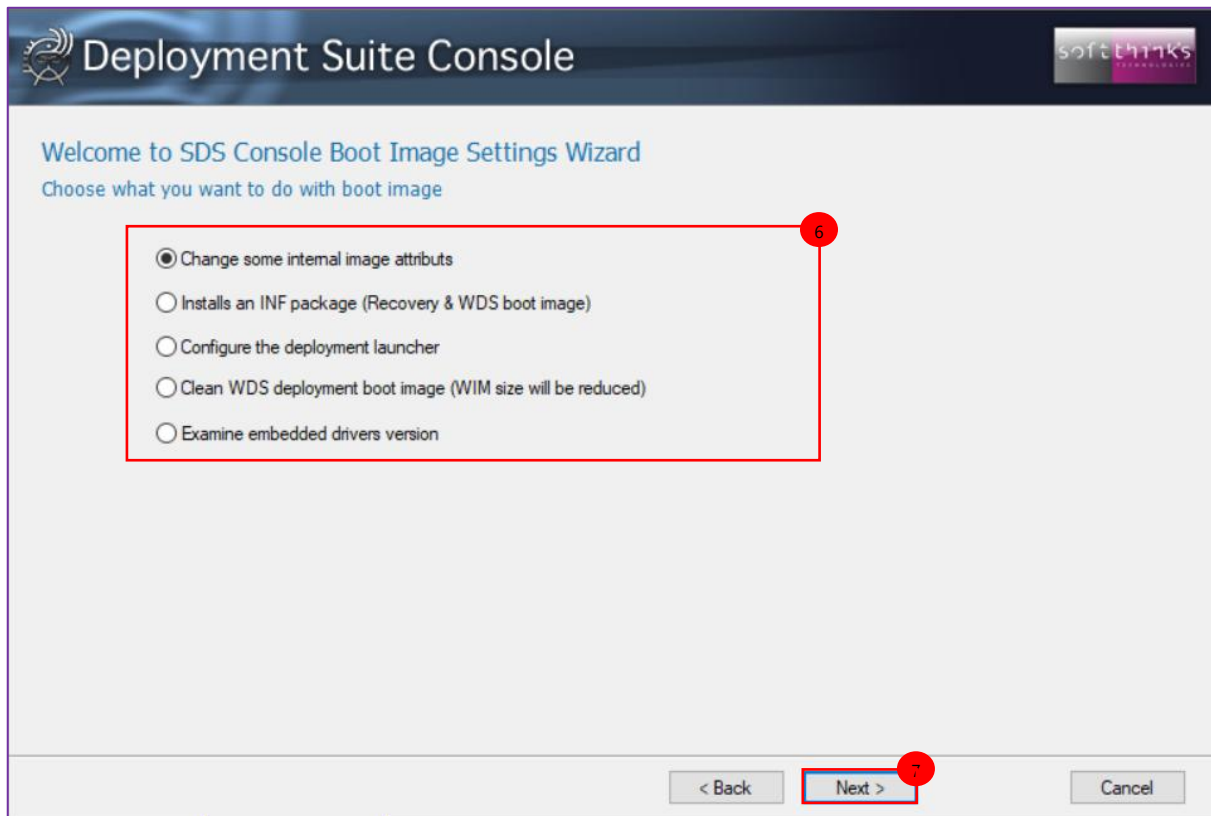 Deployment Suite Console
softthinks
TECHNOLOGIES
Welcome to SDS Console Boot Image Settings Wizard
Choose what you want to do with boot image
6
Change some internal image attributs
Installs an INF package (Recovery & WDS boot image)
Configure the deployment launcher
Clean WDS deployment boot image (WIM size will be reduced)
Examine embedded drivers version
7
< Back
Next >
Cancel